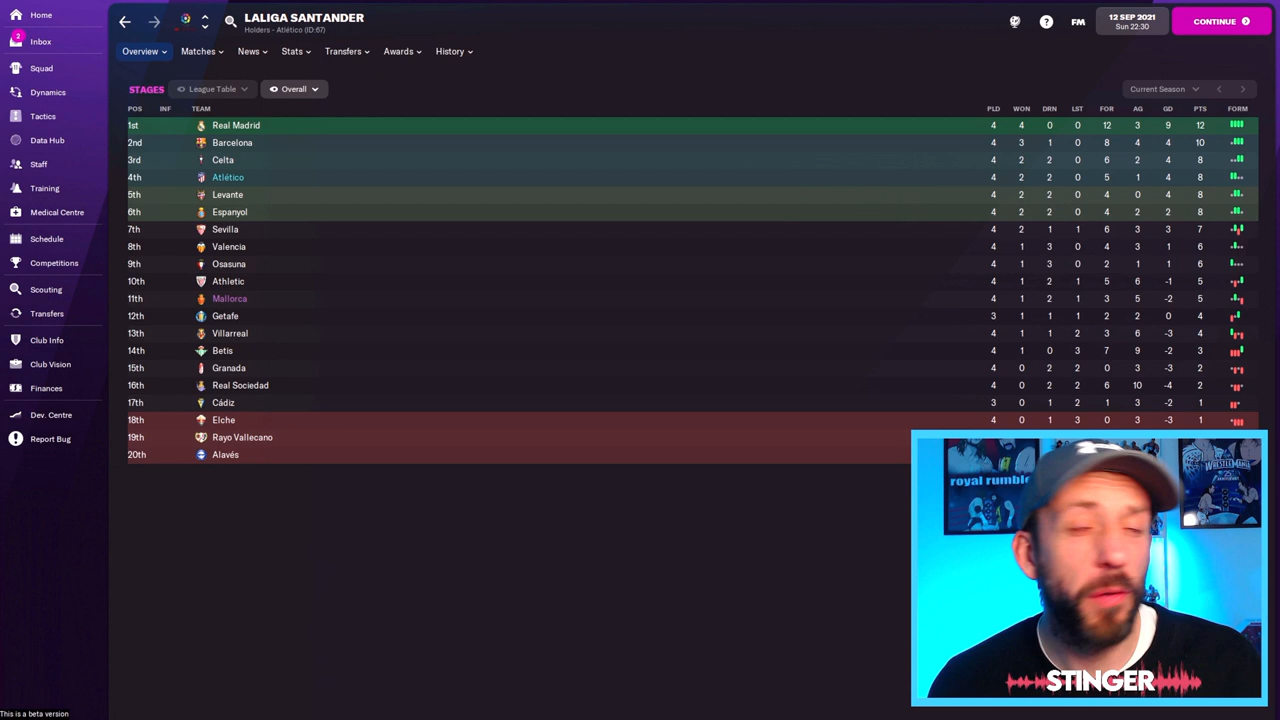 Home
2
Inbox
Squad
Dynamics
Tactics
Data Hub
Staff
Training
Medical Centre
Schedule
Competitions
Scouting
Transfers
Club Info
Club Vision
Finances
Dev. Centre
Report Bug
This is a beta version
LALIGA SANTANDER
Holders - Atlético (ID:67)
FM
12 SEP 2021
Sun 22:30
CONTINUE
Overview Matches News Stats Transfers Awards History
STAGES League Table Overall Current Season
POS INF TEAM PLD WON DRN LST FOR AG GD PTS FORM
1st Real Madrid 4 4 0 0 12 3 9 12
2nd Barcelona 4 3 1 0 8 4 4 10
3rd Celta 4 2 2 0 6 2 4 8
4th Atlético 4 2 2 0 5 1 4 8
5th Levante 4 2 2 0 4 0 4 8
6th Espanyol 4 2 2 0 4 2 2 8
7th Sevilla 4 2 1 1 6 3 3 7
8th Valencia 4 1 3 0 4 3 1 6
9th Osasuna 4 1 3 0 2 1 1 6
10th Athletic 4 1 2 1 5 6 -1 5
11th Mallorca 4 1 2 1 3 5 -2 5
12th Getafe 3 1 1 1 2 2 0 4
13th Villarreal 4 1 1 2 3 6 -3 4
14th Betis 4 1 0 3 7 9 -2 3
15th Granada 4 0 2 2 0 3 -3 2
16th Real Sociedad 4 0 2 2 6 10 -4 2
17th Cádiz 3 0 1 2 1 3 -2 1
18th Elche 4 0 1 3 0 3 -3 1
19th Rayo Vallecano
20th Alavés
royal rumble
WRESTLEMANIA
STINGER